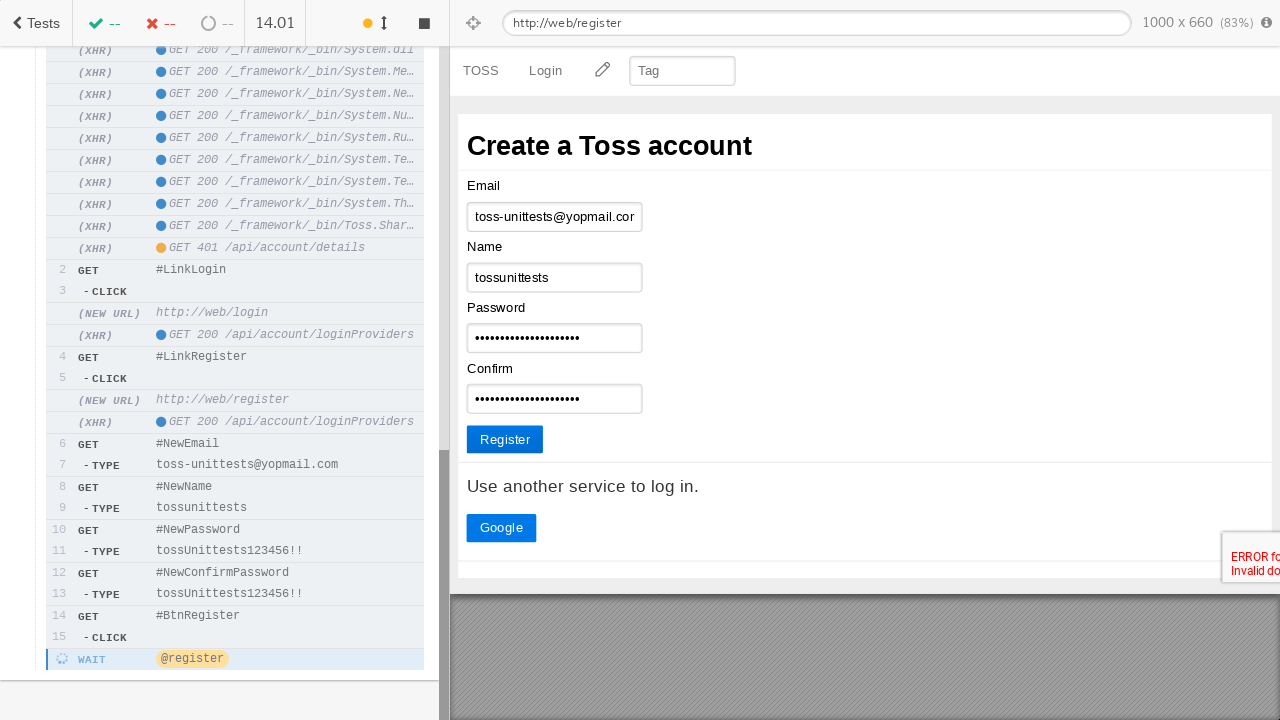 Tests
--
--
--
14.01
http://web/register
1000 x 660 (83%)
(XHR) GET 200 /_framework/_bin/System.dll
(XHR) GET 200 /_framework/_bin/System.Me…
(XHR) GET 200 /_framework/_bin/System.Ne…
(XHR) GET 200 /_framework/_bin/System.Nu…
(XHR) GET 200 /_framework/_bin/System.Ru…
(XHR) GET 200 /_framework/_bin/System.Te…
(XHR) GET 200 /_framework/_bin/System.Te…
(XHR) GET 200 /_framework/_bin/System.Th…
(XHR) GET 200 /_framework/_bin/Toss.Shar…
(XHR) GET 401 /api/account/details
2 GET #LinkLogin
3 - CLICK
(NEW URL) http://web/login
(XHR) GET 200 /api/account/loginProviders
4 GET #LinkRegister
5 - CLICK
(NEW URL) http://web/register
(XHR) GET 200 /api/account/loginProviders
6 GET #NewEmail
7 - TYPE toss-unittests@yopmail.com
8 GET #NewName
9 - TYPE tossunittests
10 GET #NewPassword
11 - TYPE tossUnittests123456!!
12 GET #NewConfirmPassword
13 - TYPE tossUnittests123456!!
14 GET #BtnRegister
15 - CLICK
WAIT @register
TOSS Login Tag
Create a Toss account
Email
toss-unittests@yopmail.cor
Name
tossunittests
Password
•••••••••••••••••••••
Confirm
•••••••••••••••••••••
Register
Use another service to log in.
Google
ERROR fo
Invalid do